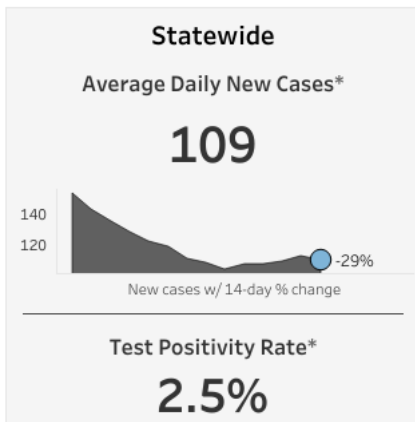 Statewide
Average Daily New Cases*
109
140
120
-29%
New cases w/ 14-day % change
Test Positivity Rate*
2.5%